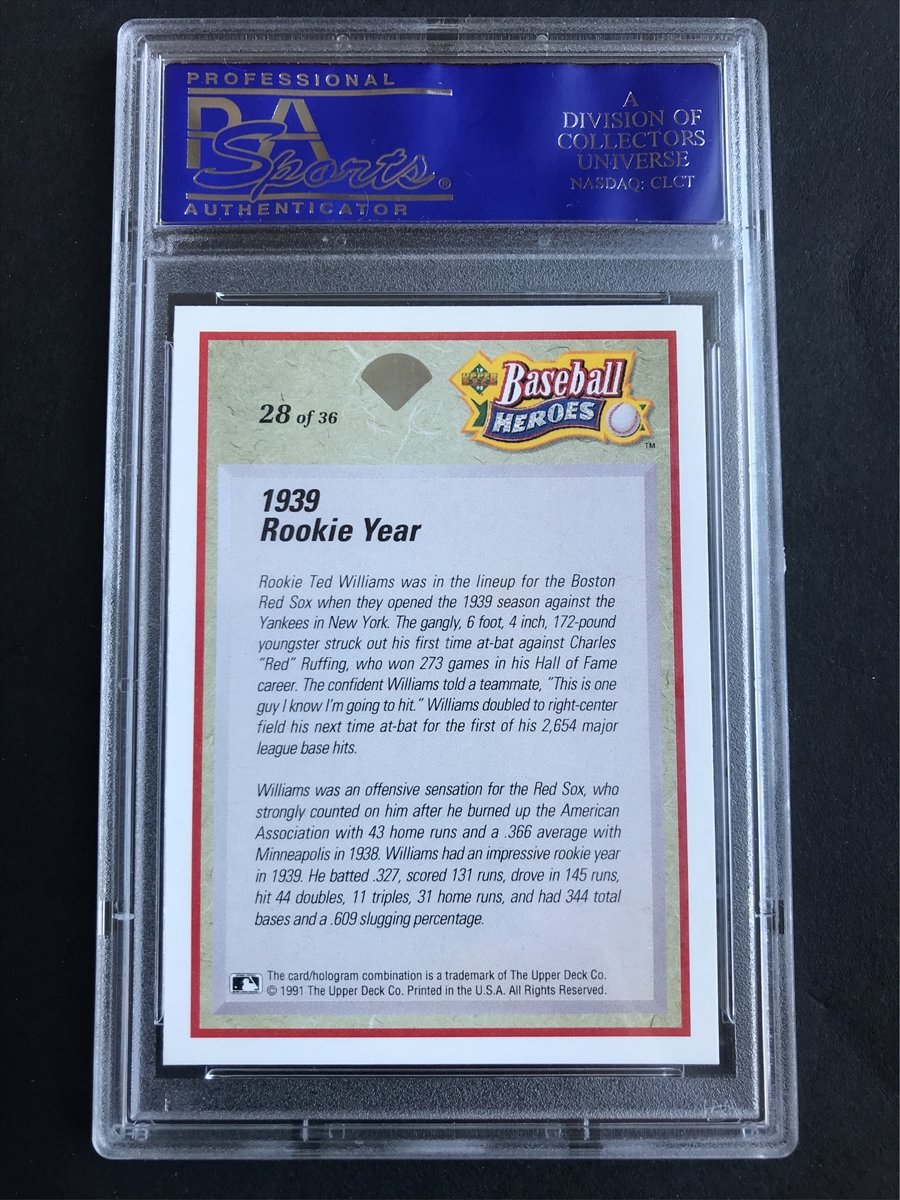 PROFESSIONAL
PSA
Sports®
AUTHENTICATOR
A
DIVISION OF
COLLECTORS
UNIVERSE
NASDAQ: CLCT
28 of 36
UPPER
DECK
Baseball
HEROES
TM
1939
Rookie Year
Rookie Ted Williams was in the lineup for the Boston
Red Sox when they opened the 1939 season against the
Yankees in New York. The gangly, 6 foot, 4 inch, 172-pound
youngster struck out his first time at-bat against Charles
"Red" Ruffing, who won 273 games in his Hall of Fame
career. The confident Williams told a teammate, "This is one
guy I know I'm going to hit." Williams doubled to right-center
field his next time at-bat for the first of his 2,654 major
league base hits.
Williams was an offensive sensation for the Red Sox, who
strongly counted on him after he burned up the American
Association with 43 home runs and a .366 average with
Minneapolis in 1938. Williams had an impressive rookie year
in 1939. He batted .327, scored 131 runs, drove in 145 runs,
hit 44 doubles, 11 triples, 31 home runs, and had 344 total
bases and a .609 slugging percentage.
The card/hologram combination is a trademark of The Upper Deck Co.
© 1991 The Upper Deck Co. Printed in the U.S.A. All Rights Reserved.